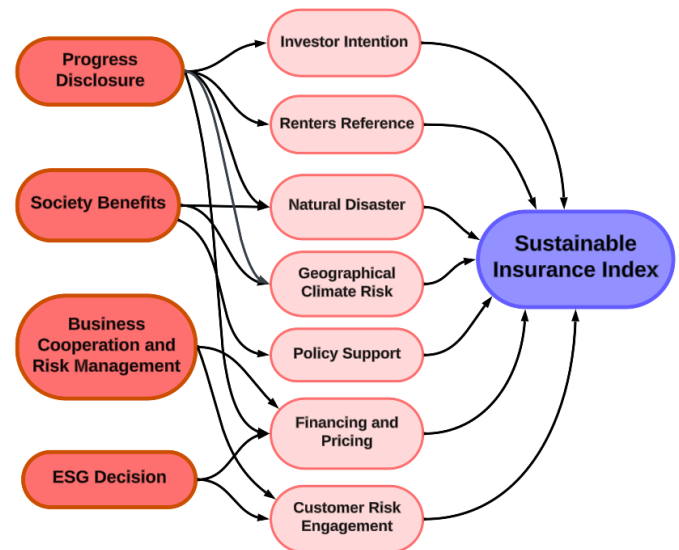 Progress
Disclosure
Society Benefits
Business
Cooperation and
Risk Management
ESG Decision
Investor Intention
Renters Reference
Natural Disaster
Geographical
Climate Risk
Policy Support
Financing and
Pricing
Customer Risk
Engagement
Sustainable
Insurance Index